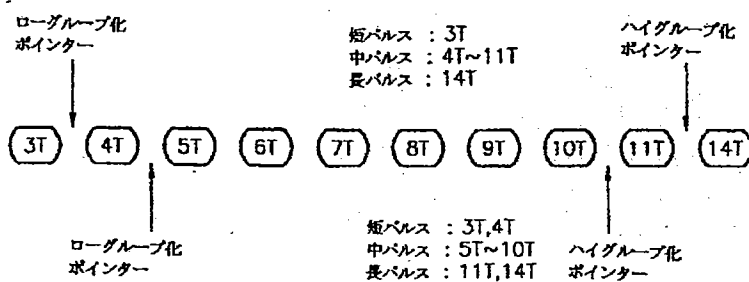 ローグループ化
ポインター
短パルス : 3T
中パルス : 4T~11T
長パルス : 14T
ハイグループ化
ポインター
3T 4T 5T 6T 7T 8T 9T 10T 11T 14T
ローグループ化
ポインター
短パルス : 3T,4T
中パルス : 5T~10T
長パルス : 11T,14T
ハイグループ化
ポインター